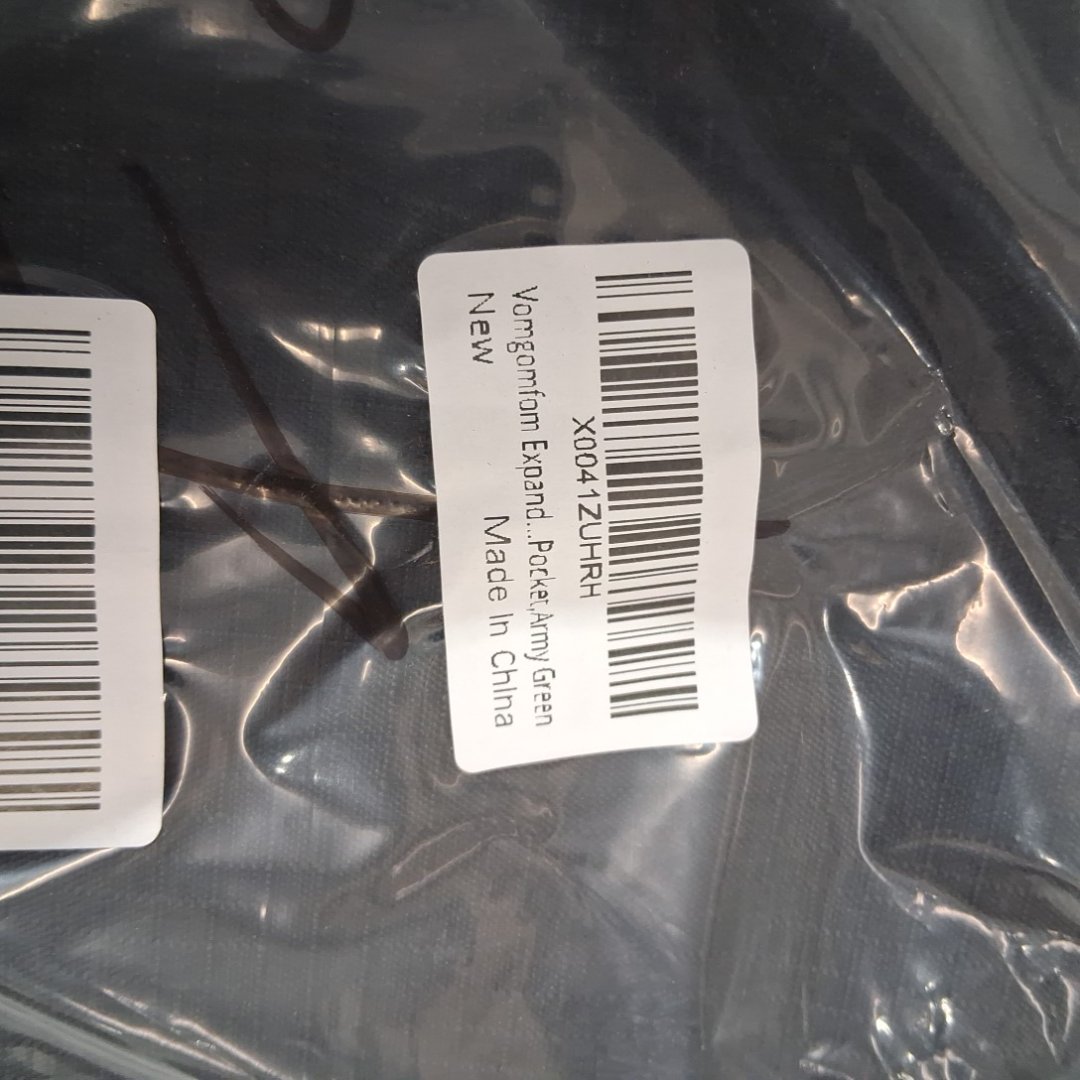 X0041ZUHRH
Vomgomfom Expand...Pocket,Army Green
New
Made In China